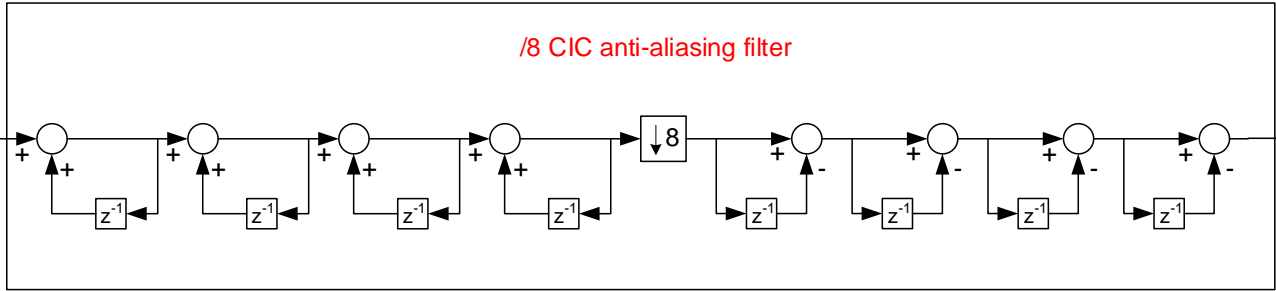 /8 CIC anti-aliasing filter
+ + + + + + + + ↓8 + - + - + - + -
z⁻¹ z⁻¹ z⁻¹ z⁻¹ z⁻¹ z⁻¹ z⁻¹ z⁻¹